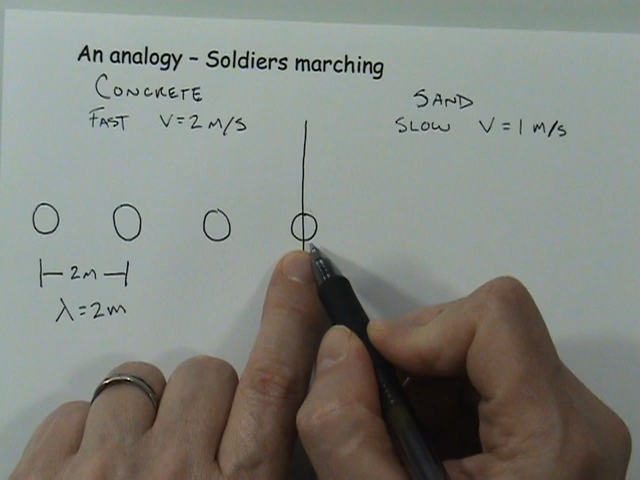 An analogy – Soldiers marching
CONCRETE
FAST V=2 M/S
SAND
SLOW V=1 M/S
2M
λ=2M